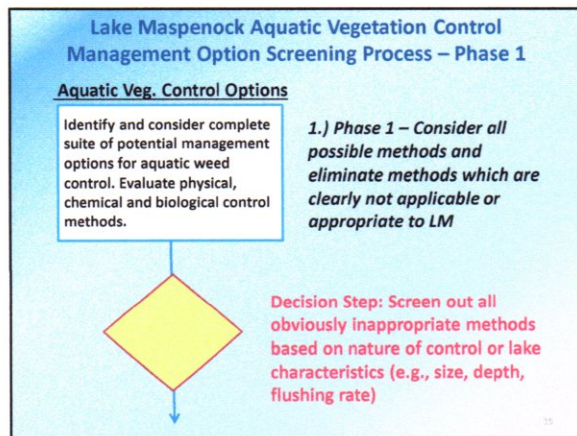 Lake Maspenock Aquatic Vegetation Control
Management Option Screening Process – Phase 1
Aquatic Veg. Control Options
Identify and consider complete
suite of potential management
options for aquatic weed
control. Evaluate physical,
chemical and biological control
methods.
1.) Phase 1 – Consider all
possible methods and
eliminate methods which are
clearly not applicable or
appropriate to LM
Decision Step: Screen out all
obviously inappropriate methods
based on nature of control or lake
characteristics (e.g., size, depth,
flushing rate)
15